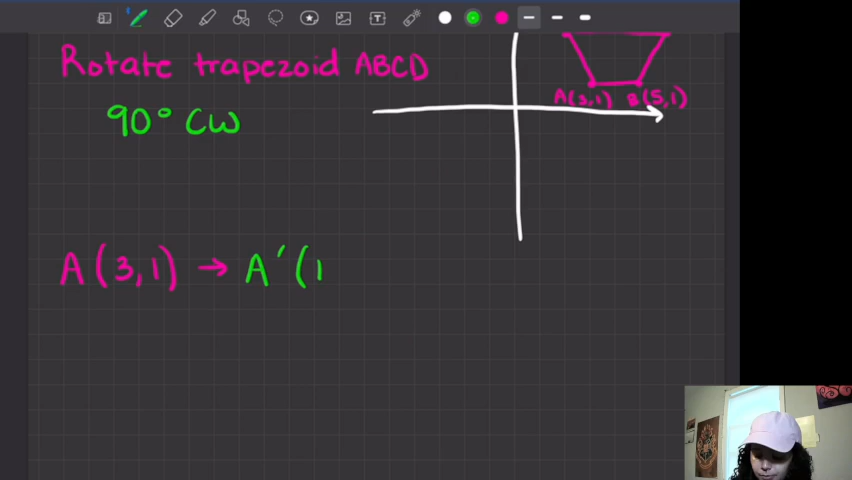 Rotate trapezoid ABCD
A(3,1) B(5,1)
90° CW
A(3,1) → A'(1